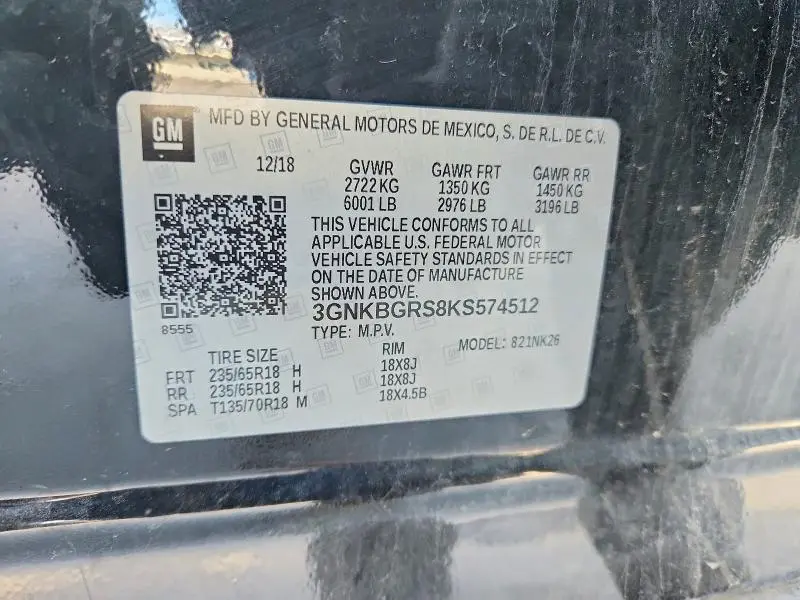 GM MFD BY GENERAL MOTORS DE MEXICO, S. DE R.L. DE C.V.
12/18 GVWR GAWR FRT GAWR RR
2722 KG 1350 KG 1450 KG
6001 LB 2976 LB 3196 LB
THIS VEHICLE CONFORMS TO ALL
APPLICABLE U.S. FEDERAL MOTOR
VEHICLE SAFETY STANDARDS IN EFFECT
ON THE DATE OF MANUFACTURE
SHOWN ABOVE.
3GNKBGRS8KS574512
8555 TYPE: M.P.V. MODEL: 821NK26
TIRE SIZE RIM
FRT 235/65R18 H 18X8J
RR 235/65R18 H 18X8J
SPA T135/70R18 M 18X4.5B